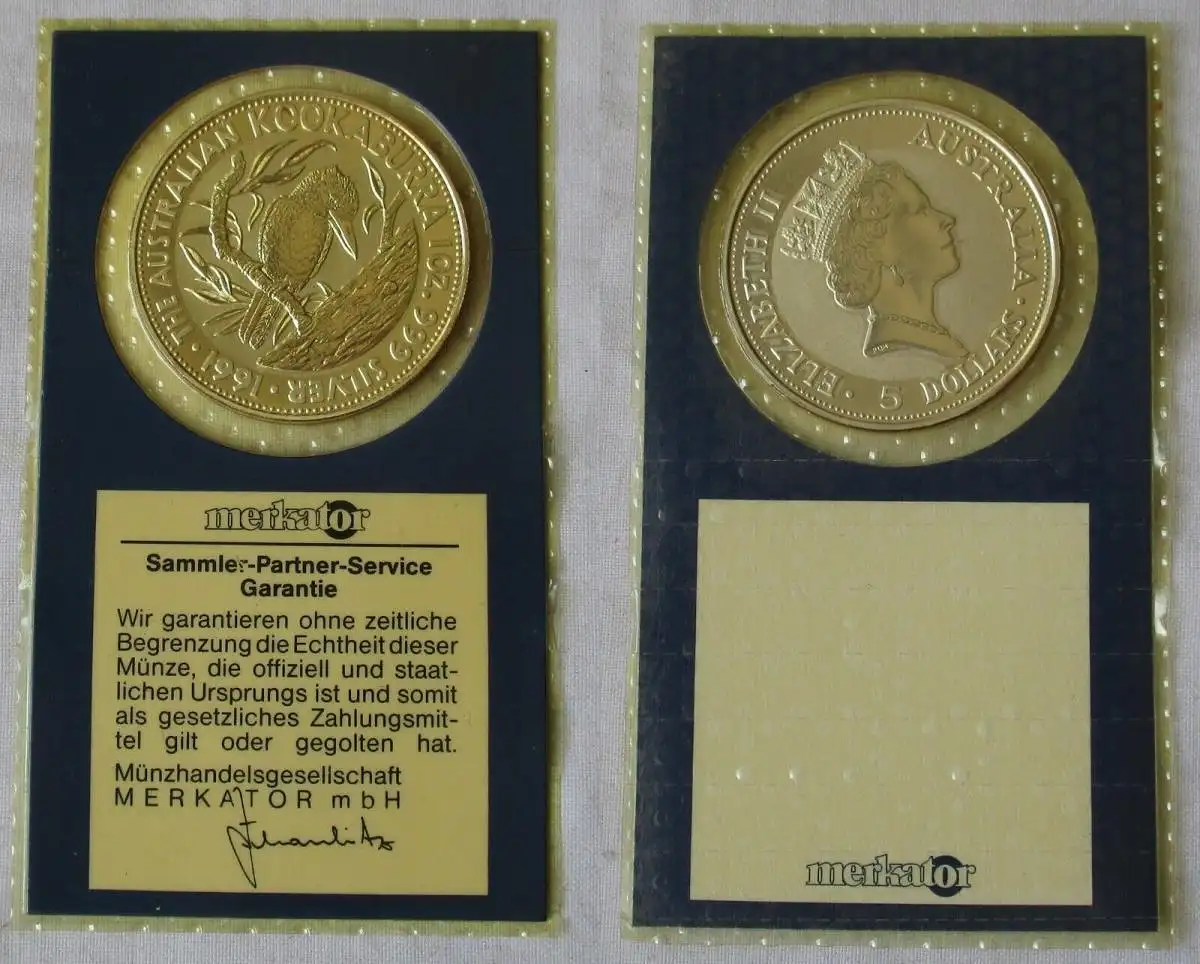 THE AUSTRALIAN KOOKABURRA 1 OZ. 999 SILVER · 1991 ·
merkator
Sammler-Partner-Service
Garantie
Wir garantieren ohne zeitliche
Begrenzung die Echtheit dieser
Münze, die offiziell und staat-
lichen Ursprungs ist und somit
als gesetzliches Zahlungsmit-
tel gilt oder gegolten hat.
Münzhandelsgesellschaft
MERKATOR mbH
ELIZABETH II
AUSTRALIA ·
5 DOLLARS ·
merkator